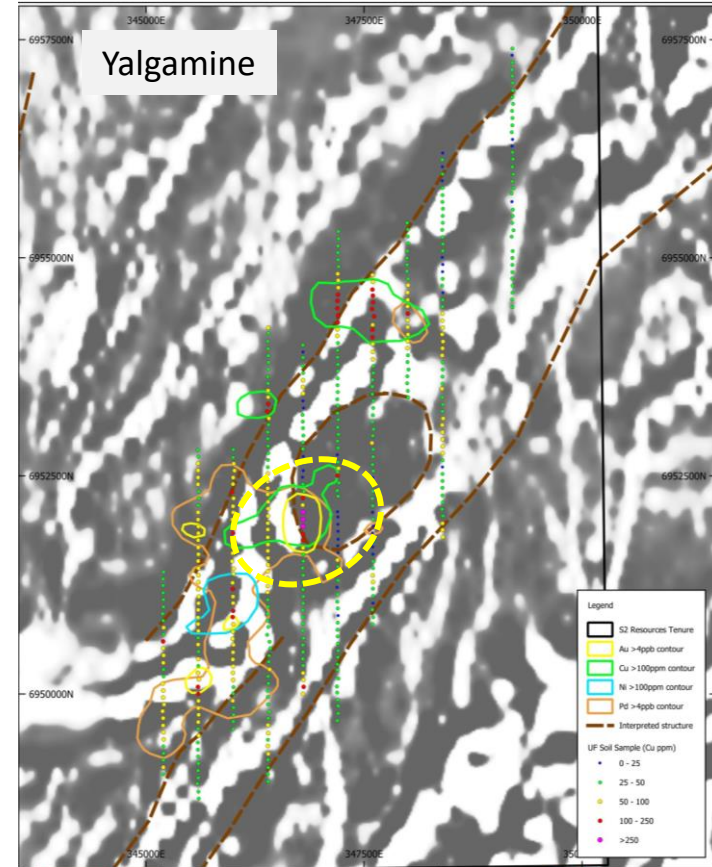 345000E
347500E
350000E
6957500N
6957500N
Yalgamine
6955000N
6955000N
6952500N
6952500N
6950000N
Legend
S2 Resources Tenure
Au >4ppb contour
Cu >100ppm contour
Ni >100ppm contour
Pd >4ppb contour
Interpreted structure
UF Soil Sample (Cu ppm)
0 - 25
25 - 50
50 - 100
100 - 250
>250
345000E
347500E